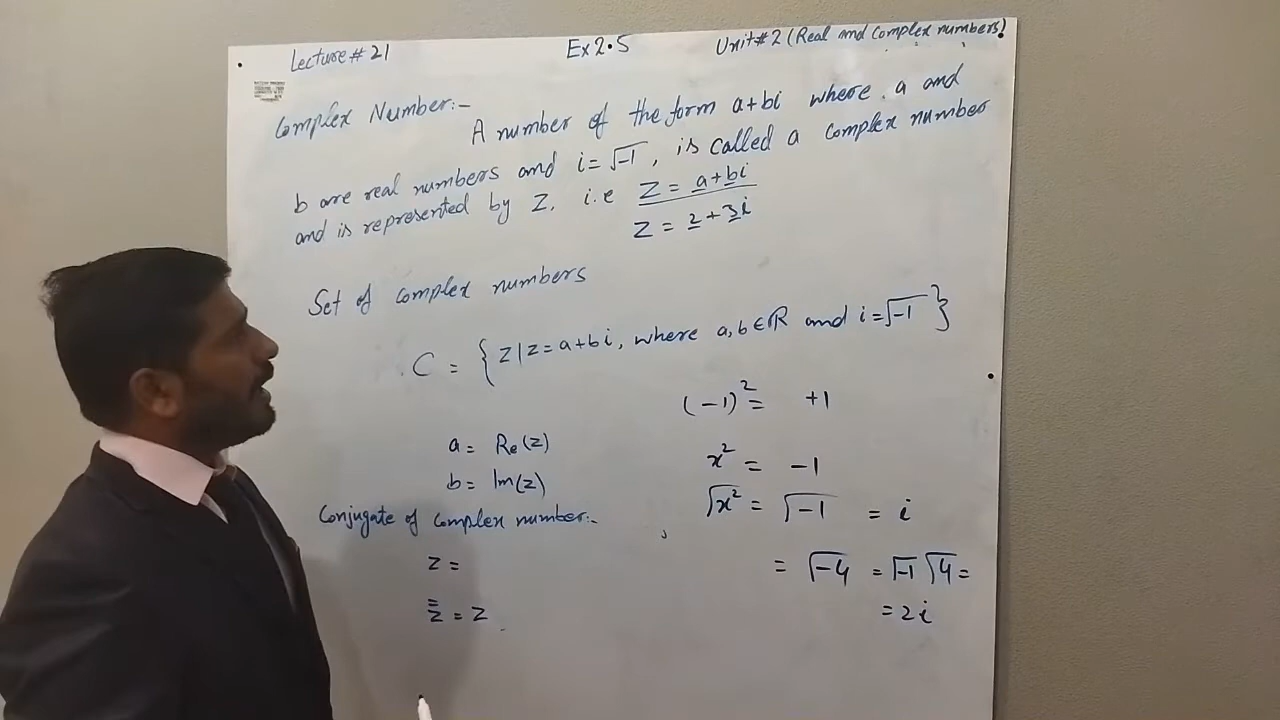 Lecture # 21 Ex 2.5 Unit # 2 (Real and Complex numbers)
Complex Number:-
A number of the form a+bi where a and
b are real numbers and i = √-1, is called a complex number
and is represented by Z. i.e Z = a+bi
Z = 2 + 3i
Set of complex numbers
C = { Z | Z = a+bi, where a, b ∈ R and i = √-1 }
(-1)² = +1
a = Re(z)
x² = -1
b = Im(z)
√x² = √-1 = i
Conjugate of complex number:-
z =
= √-4 = √-1 √4 =
z̿ = z
= 2i